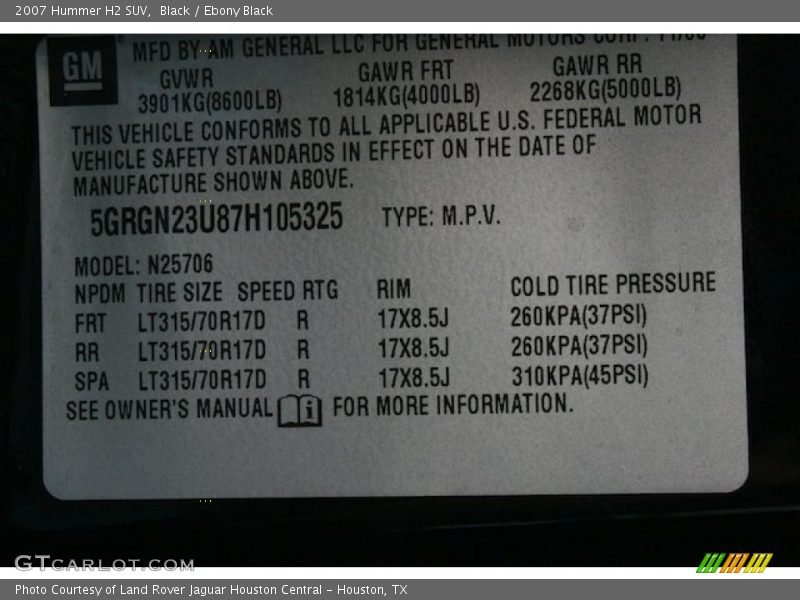 2007 Hummer H2 SUV, Black / Ebony Black
GM
MFD BY AM GENERAL LLC FOR GENERAL MOTORS CORP.
GVWR GAWR FRT GAWR RR
3901KG(8600LB) 1814KG(4000LB) 2268KG(5000LB)
THIS VEHICLE CONFORMS TO ALL APPLICABLE U.S. FEDERAL MOTOR
VEHICLE SAFETY STANDARDS IN EFFECT ON THE DATE OF
MANUFACTURE SHOWN ABOVE.
5GRGN23U87H105325 TYPE: M.P.V.
MODEL: N25706
NPDM TIRE SIZE SPEED RTG RIM COLD TIRE PRESSURE
FRT LT315/70R17D R 17X8.5J 260KPA(37PSI)
RR LT315/70R17D R 17X8.5J 260KPA(37PSI)
SPA LT315/70R17D R 17X8.5J 310KPA(45PSI)
SEE OWNER'S MANUAL i FOR MORE INFORMATION.
GTCARLOT.COM
Photo Courtesy of Land Rover Jaguar Houston Central - Houston, TX